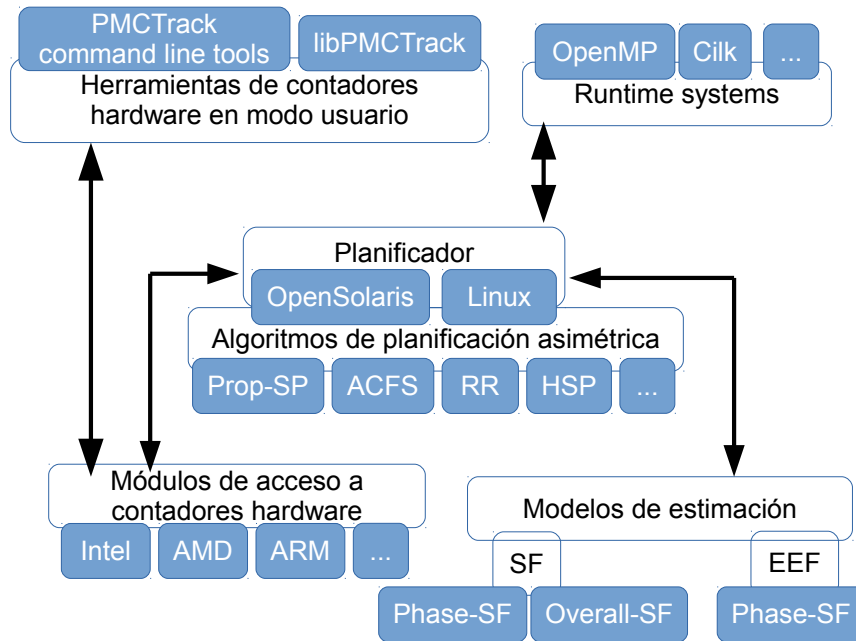 PMCTrack
command line tools
libPMCTrack
Herramientas de contadores
hardware en modo usuario
OpenMP
Cilk
...
Runtime systems
Planificador
OpenSolaris
Linux
Algoritmos de planificación asimétrica
Prop-SP
ACFS
RR
HSP
...
Módulos de acceso a
contadores hardware
Intel
AMD
ARM
...
Modelos de estimación
SF
EEF
Phase-SF
Overall-SF
Phase-SF